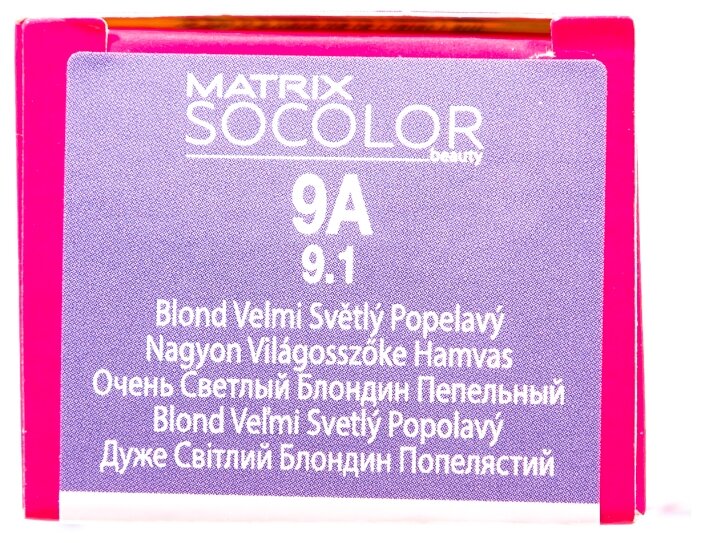 MATRIX
SOCOLOR
beauty
9A
9.1
Blond Velmi Světlý Popelavý
Nagyon Világosszőke Hamvas
Очень Светлый Блондин Пепельный
Blond Veľmi Svetlý Popolavý
Дуже Світлий Блондин Попелястий